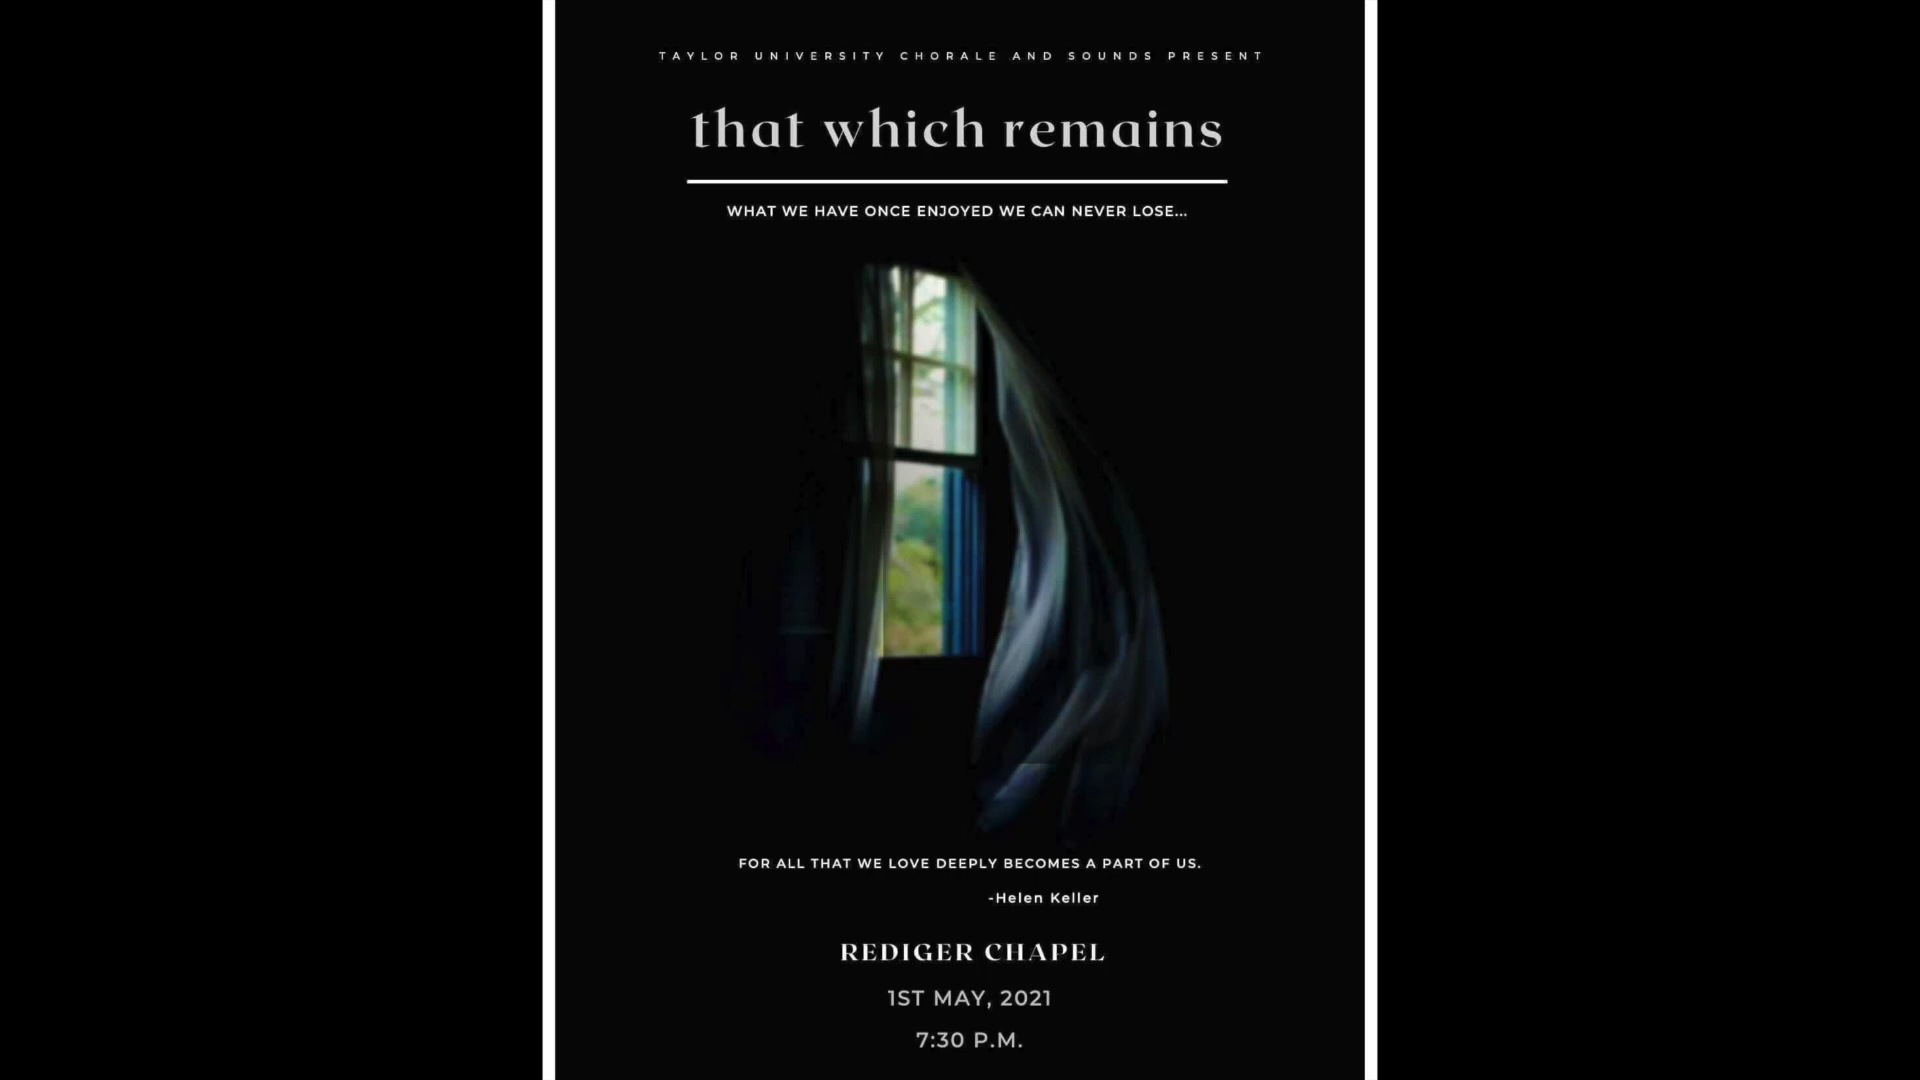 TAYLOR UNIVERSITY CHORALE AND SOUNDS PRESENT
that which remains
WHAT WE HAVE ONCE ENJOYED WE CAN NEVER LOSE...
FOR ALL THAT WE LOVE DEEPLY BECOMES A PART OF US.
-Helen Keller
REDIGER CHAPEL
1ST MAY, 2021
7:30 P.M.